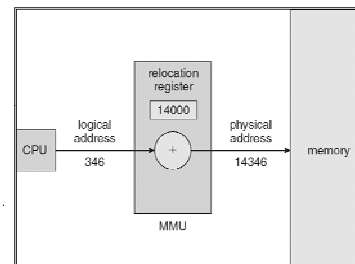 relocation
register
14000
logical
address
346
CPU
+
physical
address
14346
memory
MMU